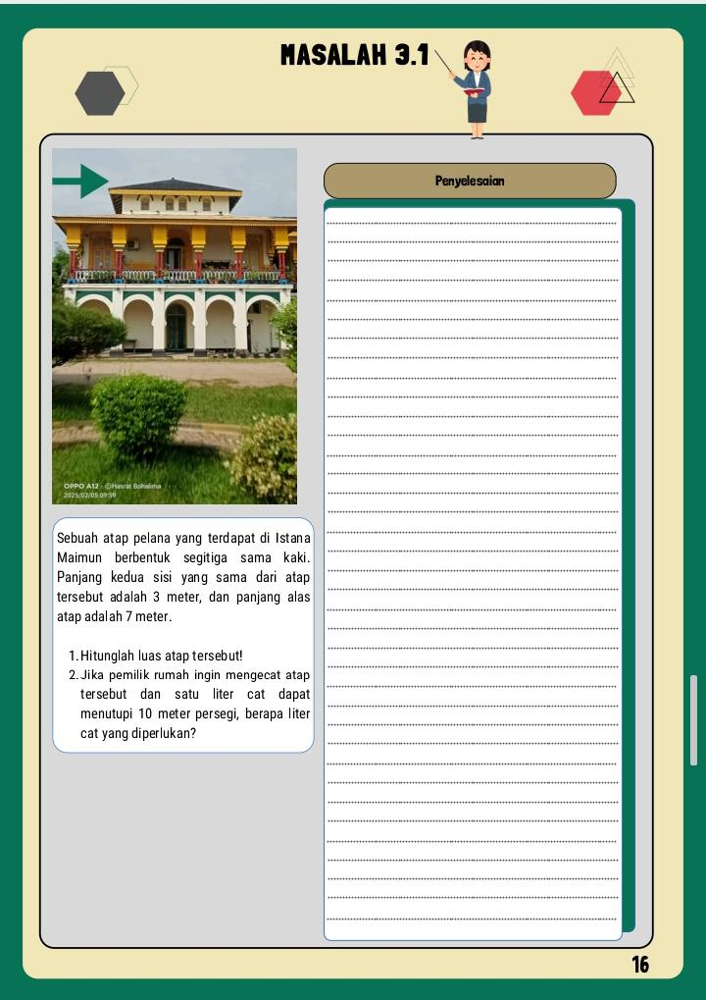 MASALAH 3.1
Penyelesaian
OPPO A12 · ©Hasrat Bohalima
2025/02/05 09:59
Sebuah atap pelana yang terdapat di Istana
Maimun berbentuk segitiga sama kaki.
Panjang kedua sisi yang sama dari atap
tersebut adalah 3 meter, dan panjang alas
atap adalah 7 meter.
1. Hitunglah luas atap tersebut!
2. Jika pemilik rumah ingin mengecat atap
tersebut dan satu liter cat dapat
menutupi 10 meter persegi, berapa liter
cat yang diperlukan?
16